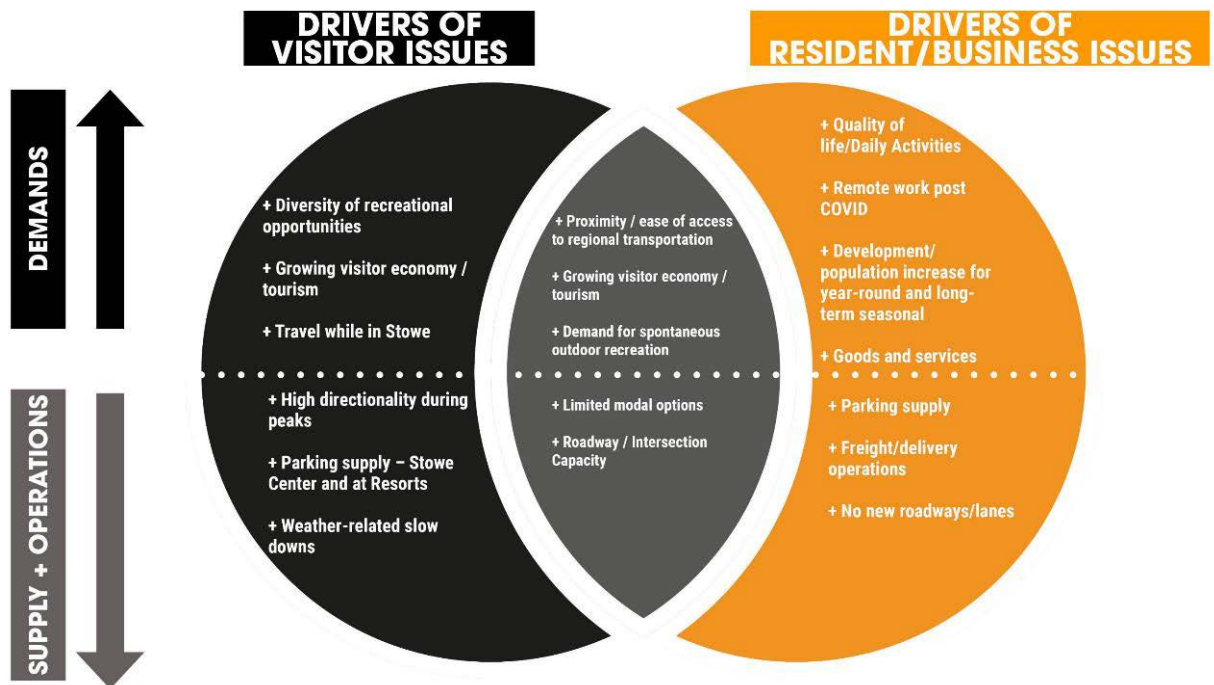 DRIVERS OF
VISITOR ISSUES
DRIVERS OF
RESIDENT/BUSINESS ISSUES
DEMANDS
SUPPLY + OPERATIONS
+ Diversity of recreational
opportunities
+ Growing visitor economy /
tourism
+ Travel while in Stowe
+ High directionality during
peaks
+ Parking supply – Stowe
Center and at Resorts
+ Weather-related slow
downs
+ Proximity / ease of access
to regional transportation
+ Growing visitor economy /
tourism
+ Demand for spontaneous
outdoor recreation
+ Limited modal options
+ Roadway / Intersection
Capacity
+ Quality of
life/Daily Activities
+ Remote work post
COVID
+ Development/
population increase for
year-round and long-
term seasonal
+ Goods and services
+ Parking supply
+ Freight/delivery
operations
+ No new roadways/lanes